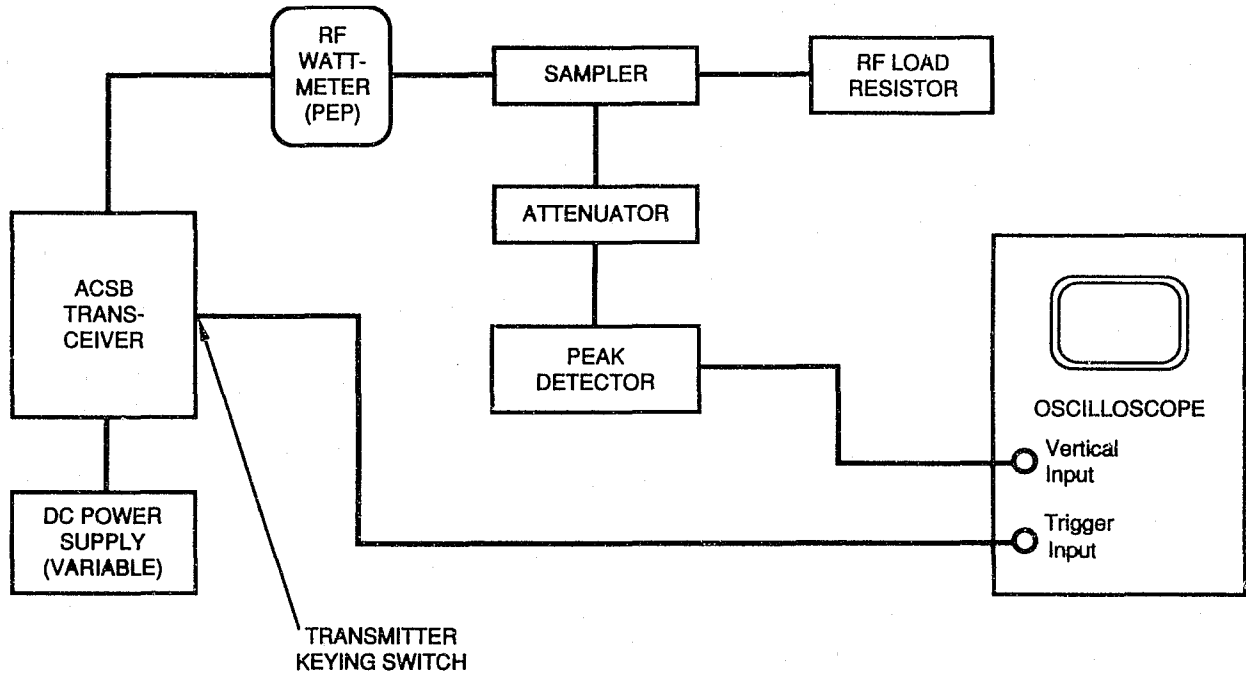 RF
WATT-
METER
(PEP)
SAMPLER
RF LOAD
RESISTOR
ATTENUATOR
ACSB
TRANS-
CEIVER
PEAK
DETECTOR
OSCILLOSCOPE
Vertical
Input
Trigger
Input
DC POWER
SUPPLY
(VARIABLE)
TRANSMITTER
KEYING SWITCH